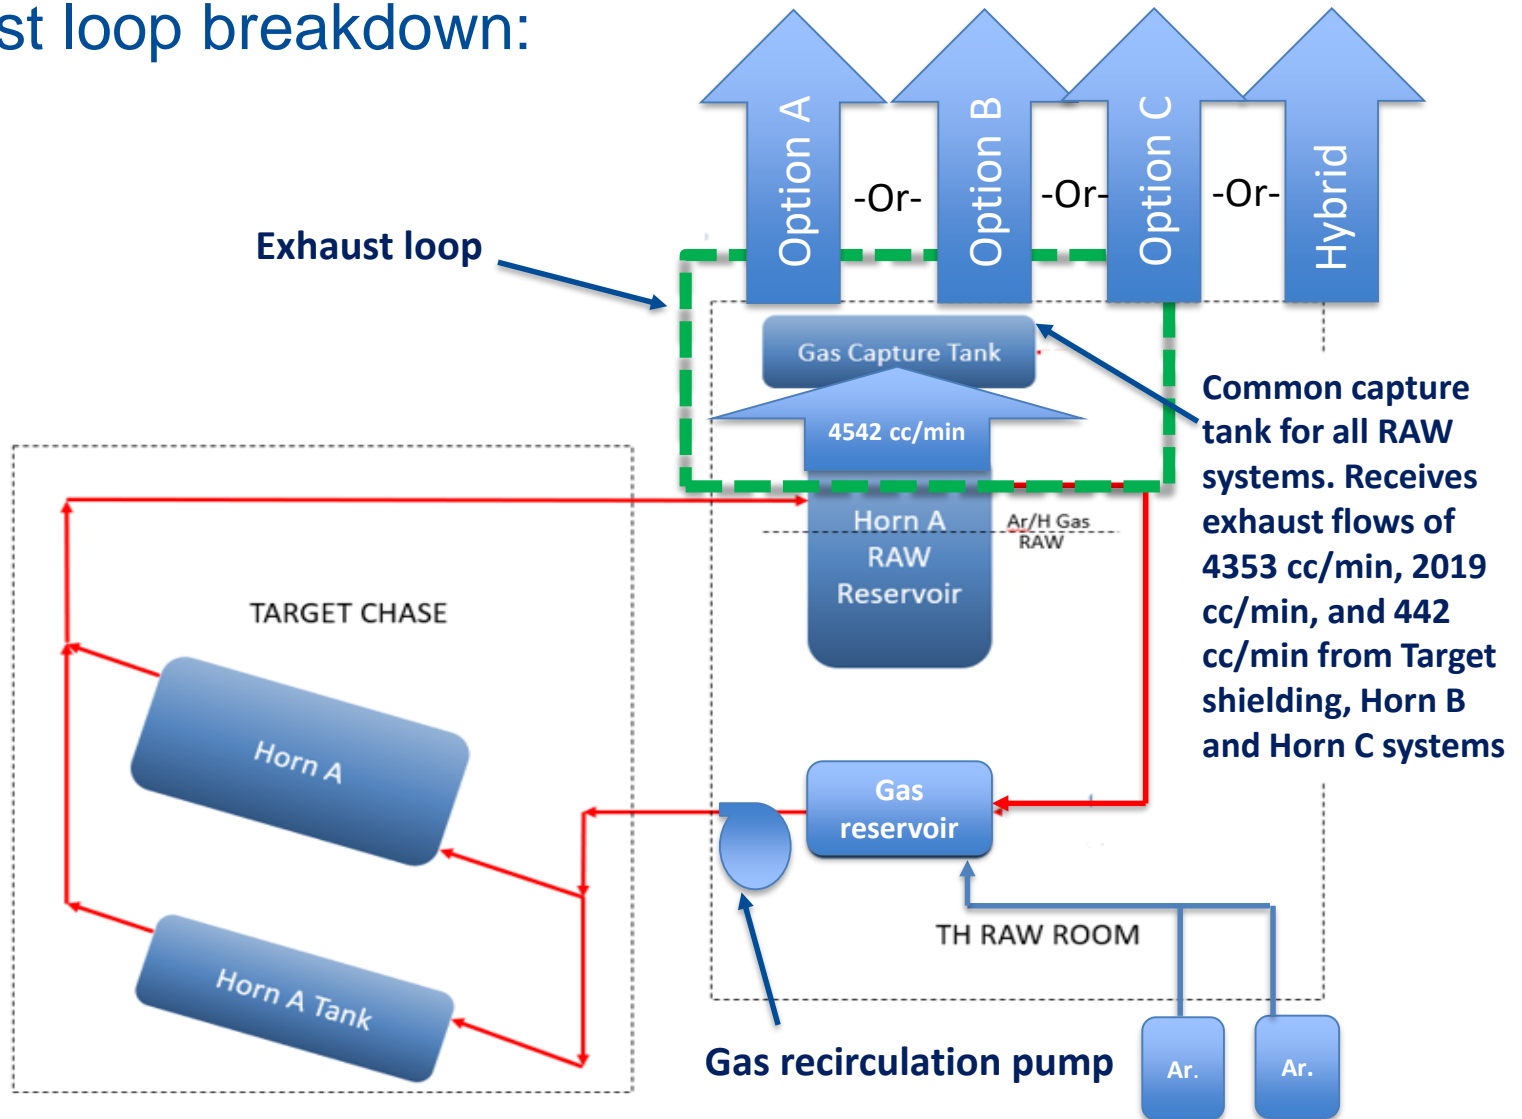 st loop breakdown:
Option A
-Or-
Option B
-Or-
Option C
-Or-
Hybrid
Exhaust loop
Gas Capture Tank
4542 cc/min
Common capture
tank for all RAW
systems. Receives
exhaust flows of
4353 cc/min, 2019
cc/min, and 442
cc/min from Target
shielding, Horn B
and Horn C systems
Horn A
RAW
Reservoir
Ar/H Gas
RAW
TARGET CHASE
Horn A
Horn A Tank
Gas
reservoir
TH RAW ROOM
Gas recirculation pump
Ar.
Ar.